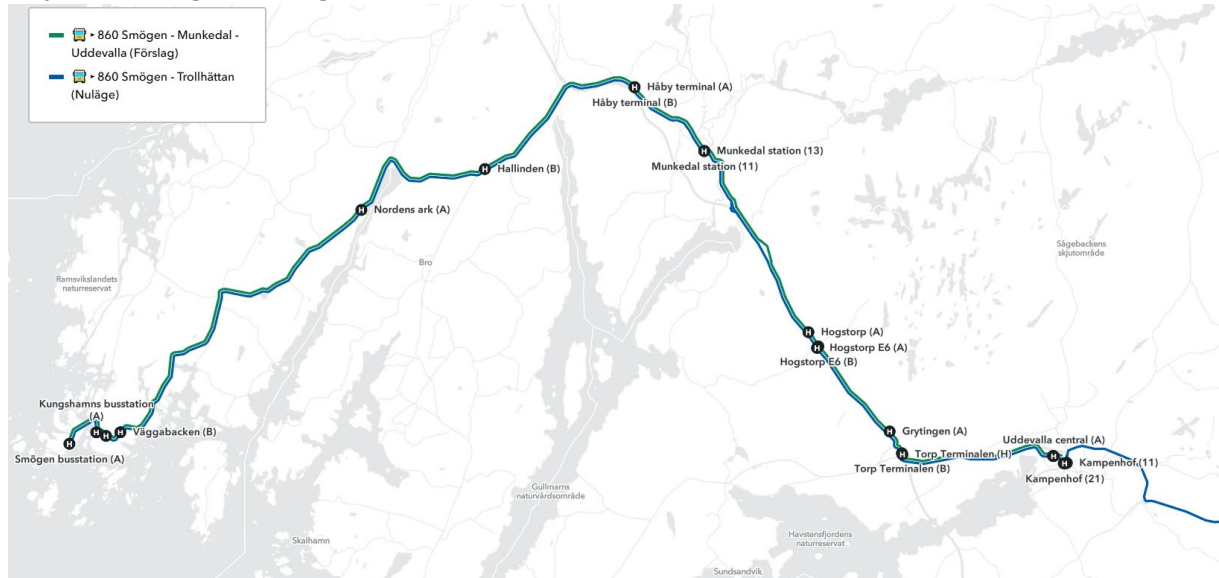 860 Smögen - Munkedal -
Uddevalla (Förslag)
860 Smögen - Trollhättan
(Nuläge)
Håby terminal (A)
Håby terminal (B)
Munkedal station (13)
Munkedal station (11)
Hallinden (B)
Nordens ark (A)
Sågebackens
skjutområde
Bro
Ramsvikslandets
naturreservat
Hogstorp (A)
Hogstorp E6 (A)
Hogstorp E6 (B)
Kungshamns busstation
(A)
Väggabacken (B)
Smögen busstation (A)
Grytingen (A)
Uddevalla central (A)
Torp Terminalen (H)
Torp Terminalen (B)
Kampenhof (11)
Kampenhof (21)
Gullmarns
naturvårdsområde
Havstensfjordens
naturreservat
Skalhamn
Sundsandvik